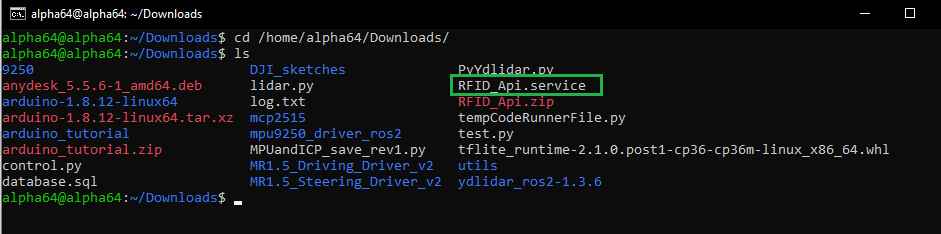 alpha64@alpha64: ~/Downloads
alpha64@alpha64:~/Downloads$ cd /home/alpha64/Downloads/
alpha64@alpha64:~/Downloads$ ls
9250 DJI_sketches PyYdlidar.py
anydesk_5.5.6-1_amd64.deb lidar.py RFID_Api.service
arduino-1.8.12-linux64 log.txt RFID_Api.zip
arduino-1.8.12-linux64.tar.xz mcp2515 tempCodeRunnerFile.py
arduino_tutorial mpu9250_driver_ros2 test.py
arduino_tutorial.zip MPUandICP_save_rev1.py tflite_runtime-2.1.0.post1-cp36-cp36m-linux_x86_64.whl
control.py MR1.5_Driving_Driver_v2 utils
database.sql MR1.5_Steering_Driver_v2 ydlidar_ros2-1.3.6
alpha64@alpha64:~/Downloads$